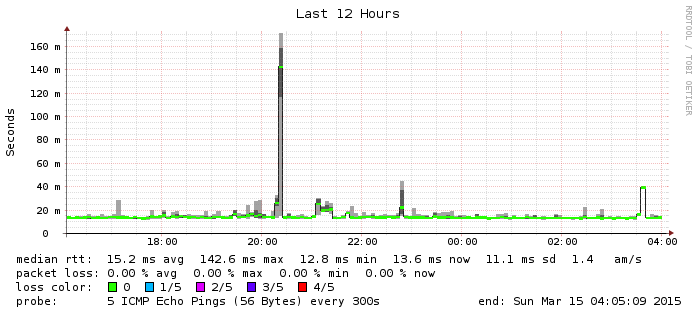 Last 12 Hours
RRDTOOL / TOBI OETIKER
Seconds
160 m
140 m
120 m
100 m
80 m
60 m
40 m
20 m
0
18:00 20:00 22:00 00:00 02:00 04:00
median rtt: 15.2 ms avg 142.6 ms max 12.8 ms min 13.6 ms now 11.1 ms sd 1.4 am/s
packet loss: 0.00 % avg 0.00 % max 0.00 % min 0.00 % now
loss color: 0 1/5 2/5 3/5 4/5
probe: 5 ICMP Echo Pings (56 Bytes) every 300s end: Sun Mar 15 04:05:09 2015